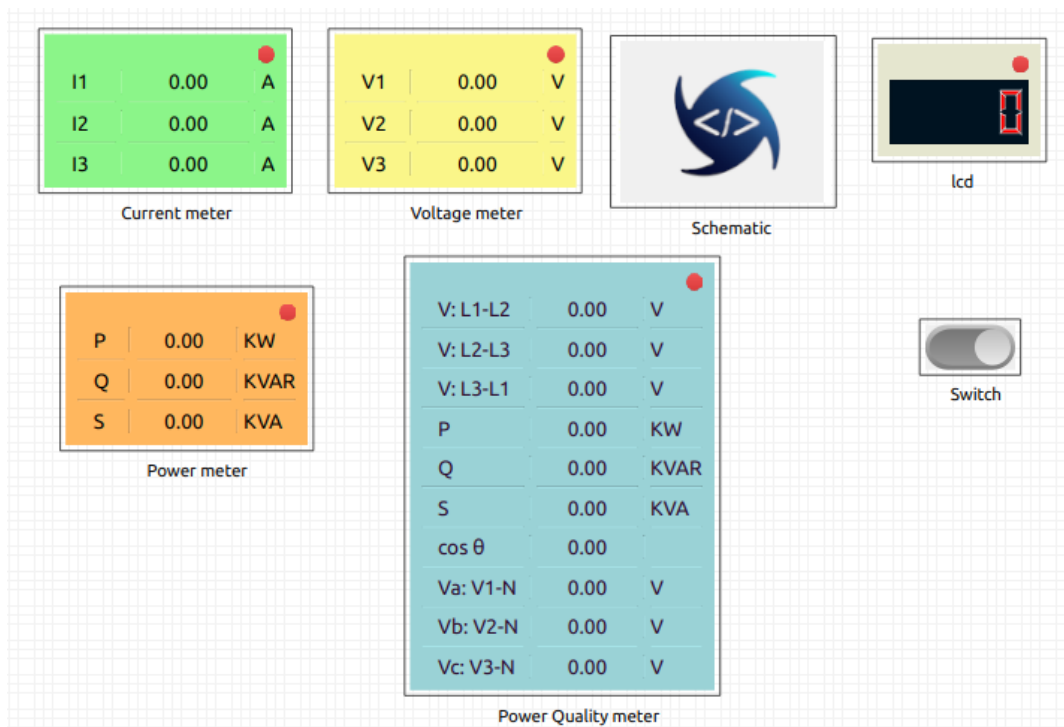 I1 0.00 A
I2 0.00 A
I3 0.00 A
Current meter
V1 0.00 V
V2 0.00 V
V3 0.00 V
Voltage meter
</>
Schematic
0
lcd
P 0.00 KW
Q 0.00 KVAR
S 0.00 KVA
Power meter
V: L1-L2 0.00 V
V: L2-L3 0.00 V
V: L3-L1 0.00 V
P 0.00 KW
Q 0.00 KVAR
S 0.00 KVA
cos θ 0.00
Va: V1-N 0.00 V
Vb: V2-N 0.00 V
Vc: V3-N 0.00 V
Power Quality meter
Switch